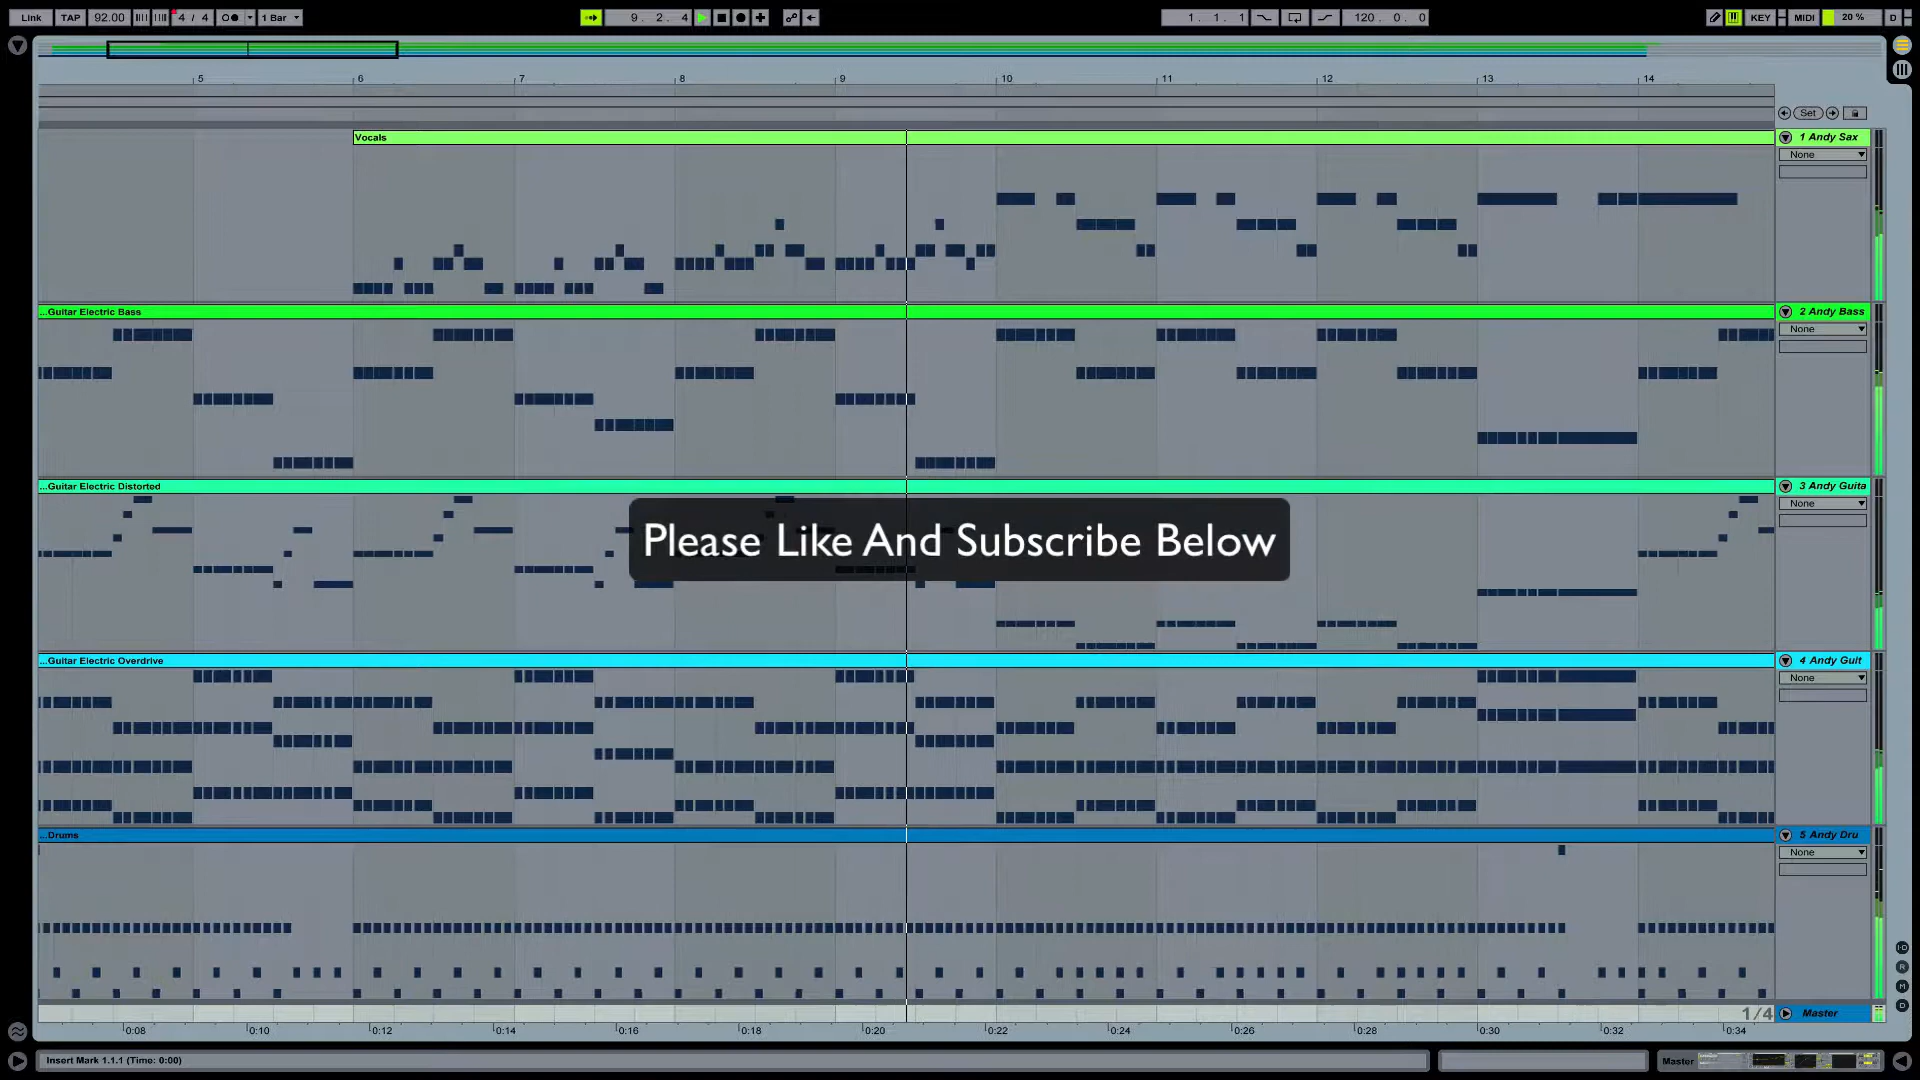 Link TAP 92.00 4 / 4 1 Bar 9. 2. 4 1. 1. 1 120. 0. 0 KEY MIDI 20 % D
5 6 7 8 9 10 11 12 13 14
Set
Vocals
1 Andy Sax
None
...Guitar Electric Bass
2 Andy Bass
None
...Guitar Electric Distorted
3 Andy Guita
None
Please Like And Subscribe Below
...Guitar Electric Overdrive
4 Andy Guit
None
...Drums
5 Andy Dru
None
I·O
R
M
D
1/4
Master
0:08 0:10 0:12 0:14 0:16 0:18 0:20 0:22 0:24 0:26 0:28 0:30 0:32 0:34
Insert Mark 1.1.1 (Time: 0:00)
Master